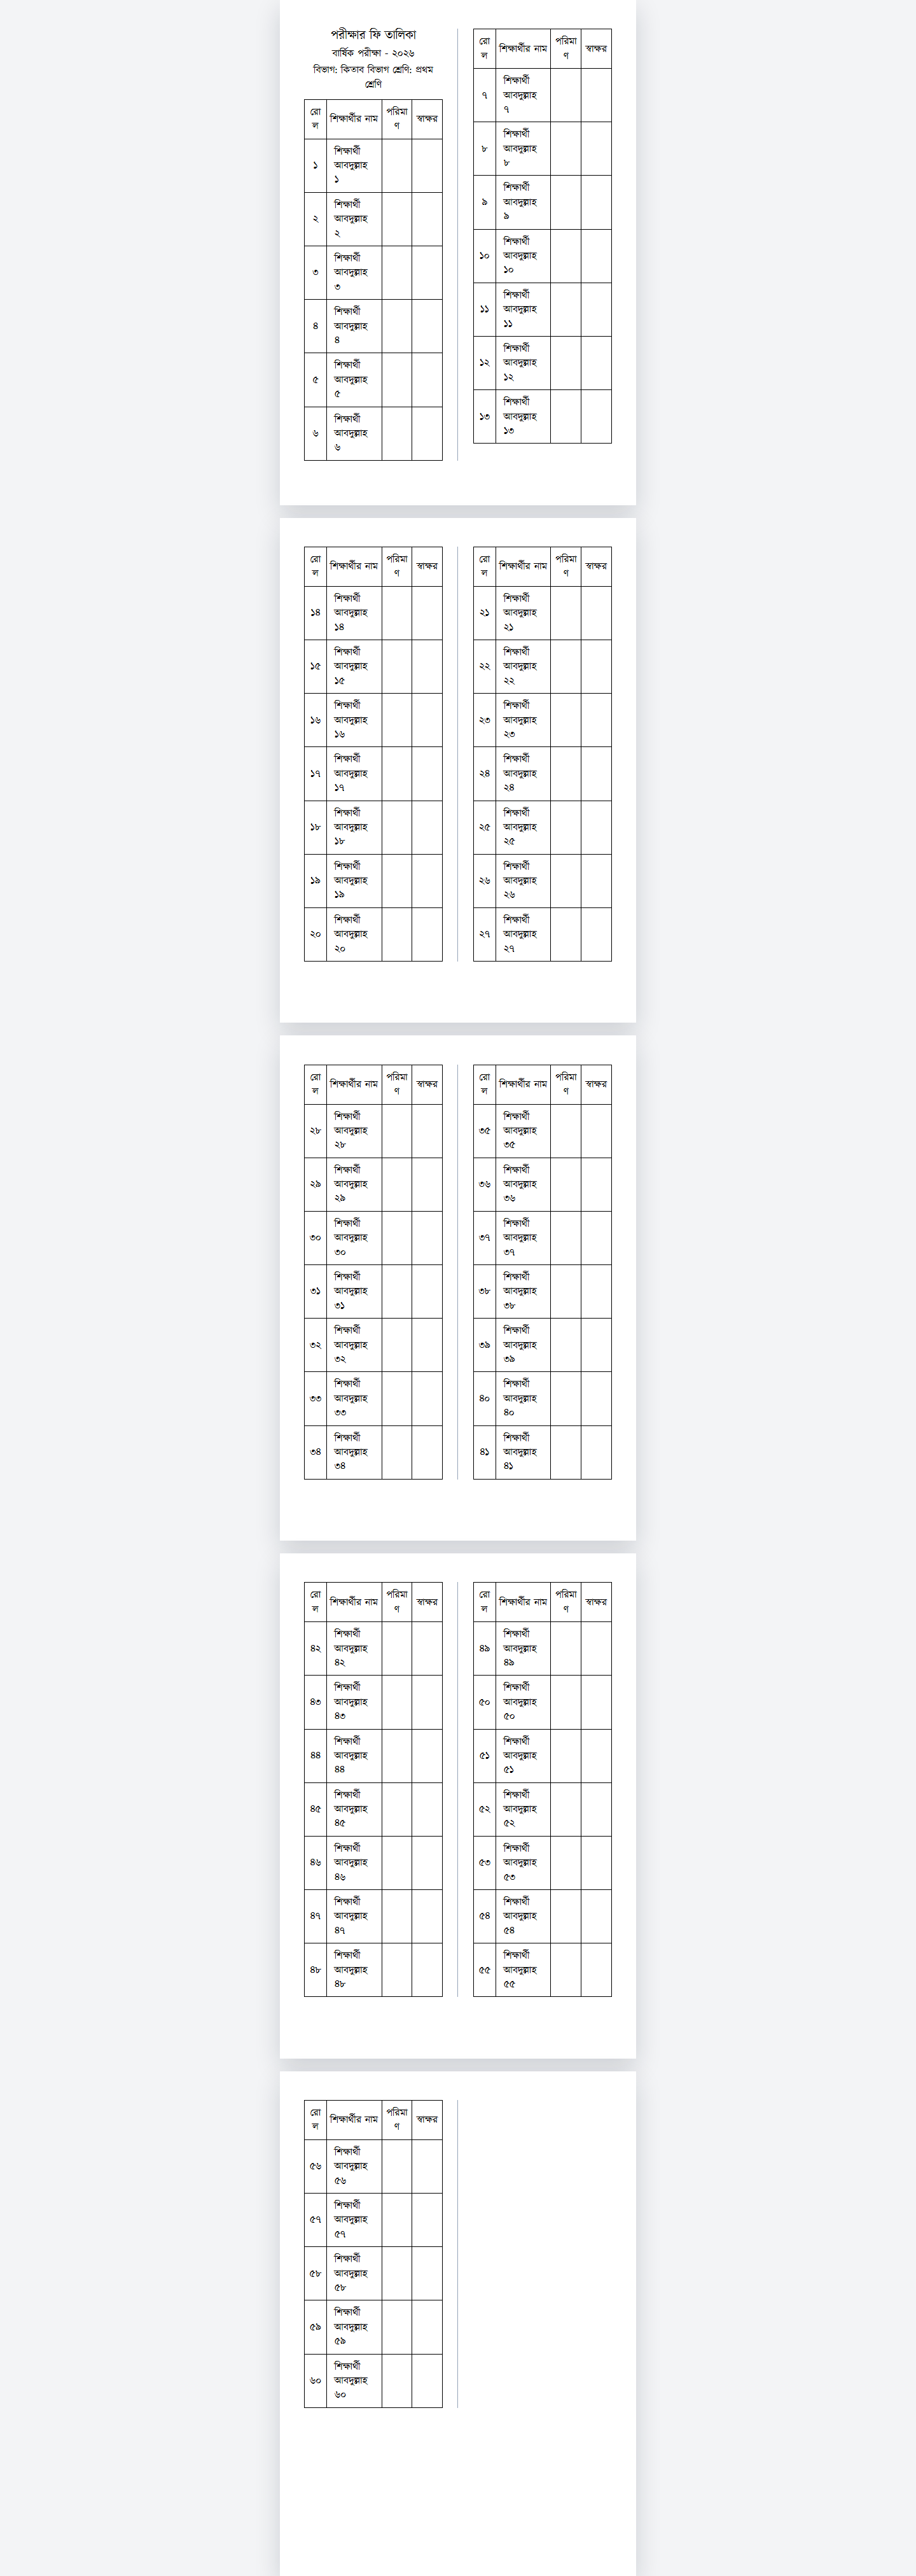 পরীক্ষার ফি তালিকা
বার্ষিক পরীক্ষা - ২০২৬
বিভাগ: কিতাব বিভাগ শ্রেণি: প্রথম
শ্রেণি
রোল শিক্ষার্থীর নাম পরিমাণ স্বাক্ষর
১ শিক্ষার্থী আবদুল্লাহ ১
২ শিক্ষার্থী আবদুল্লাহ ২
৩ শিক্ষার্থী আবদুল্লাহ ৩
৪ শিক্ষার্থী আবদুল্লাহ ৪
৫ শিক্ষার্থী আবদুল্লাহ ৫
৬ শিক্ষার্থী আবদুল্লাহ ৬
রোল শিক্ষার্থীর নাম পরিমাণ স্বাক্ষর
৭ শিক্ষার্থী আবদুল্লাহ ৭
৮ শিক্ষার্থী আবদুল্লাহ ৮
৯ শিক্ষার্থী আবদুল্লাহ ৯
১০ শিক্ষার্থী আবদুল্লাহ ১০
১১ শিক্ষার্থী আবদুল্লাহ ১১
১২ শিক্ষার্থী আবদুল্লাহ ১২
১৩ শিক্ষার্থী আবদুল্লাহ ১৩
রোল শিক্ষার্থীর নাম পরিমাণ স্বাক্ষর
১৪ শিক্ষার্থী আবদুল্লাহ ১৪
১৫ শিক্ষার্থী আবদুল্লাহ ১৫
১৬ শিক্ষার্থী আবদুল্লাহ ১৬
১৭ শিক্ষার্থী আবদুল্লাহ ১৭
১৮ শিক্ষার্থী আবদুল্লাহ ১৮
১৯ শিক্ষার্থী আবদুল্লাহ ১৯
২০ শিক্ষার্থী আবদুল্লাহ ২০
রোল শিক্ষার্থীর নাম পরিমাণ স্বাক্ষর
২১ শিক্ষার্থী আবদুল্লাহ ২১
২২ শিক্ষার্থী আবদুল্লাহ ২২
২৩ শিক্ষার্থী আবদুল্লাহ ২৩
২৪ শিক্ষার্থী আবদুল্লাহ ২৪
২৫ শিক্ষার্থী আবদুল্লাহ ২৫
২৬ শিক্ষার্থী আবদুল্লাহ ২৬
২৭ শিক্ষার্থী আবদুল্লাহ ২৭
রোল শিক্ষার্থীর নাম পরিমাণ স্বাক্ষর
২৮ শিক্ষার্থী আবদুল্লাহ ২৮
২৯ শিক্ষার্থী আবদুল্লাহ ২৯
৩০ শিক্ষার্থী আবদুল্লাহ ৩০
৩১ শিক্ষার্থী আবদুল্লাহ ৩১
৩২ শিক্ষার্থী আবদুল্লাহ ৩২
৩৩ শিক্ষার্থী আবদুল্লাহ ৩৩
৩৪ শিক্ষার্থী আবদুল্লাহ ৩৪
রোল শিক্ষার্থীর নাম পরিমাণ স্বাক্ষর
৩৫ শিক্ষার্থী আবদুল্লাহ ৩৫
৩৬ শিক্ষার্থী আবদুল্লাহ ৩৬
৩৭ শিক্ষার্থী আবদুল্লাহ ৩৭
৩৮ শিক্ষার্থী আবদুল্লাহ ৩৮
৩৯ শিক্ষার্থী আবদুল্লাহ ৩৯
৪০ শিক্ষার্থী আবদুল্লাহ ৪০
৪১ শিক্ষার্থী আবদুল্লাহ ৪১
রোল শিক্ষার্থীর নাম পরিমাণ স্বাক্ষর
৪২ শিক্ষার্থী আবদুল্লাহ ৪২
৪৩ শিক্ষার্থী আবদুল্লাহ ৪৩
৪৪ শিক্ষার্থী আবদুল্লাহ ৪৪
৪৫ শিক্ষার্থী আবদুল্লাহ ৪৫
৪৬ শিক্ষার্থী আবদুল্লাহ ৪৬
৪৭ শিক্ষার্থী আবদুল্লাহ ৪৭
৪৮ শিক্ষার্থী আবদুল্লাহ ৪৮
রোল শিক্ষার্থীর নাম পরিমাণ স্বাক্ষর
৪৯ শিক্ষার্থী আবদুল্লাহ ৪৯
৫০ শিক্ষার্থী আবদুল্লাহ ৫০
৫১ শিক্ষার্থী আবদুল্লাহ ৫১
৫২ শিক্ষার্থী আবদুল্লাহ ৫২
৫৩ শিক্ষার্থী আবদুল্লাহ ৫৩
৫৪ শিক্ষার্থী আবদুল্লাহ ৫৪
৫৫ শিক্ষার্থী আবদুল্লাহ ৫৫
রোল শিক্ষার্থীর নাম পরিমাণ স্বাক্ষর
৫৬ শিক্ষার্থী আবদুল্লাহ ৫৬
৫৭ শিক্ষার্থী আবদুল্লাহ ৫৭
৫৮ শিক্ষার্থী আবদুল্লাহ ৫৮
৫৯ শিক্ষার্থী আবদুল্লাহ ৫৯
৬০ শিক্ষার্থী আবদুল্লাহ ৬০